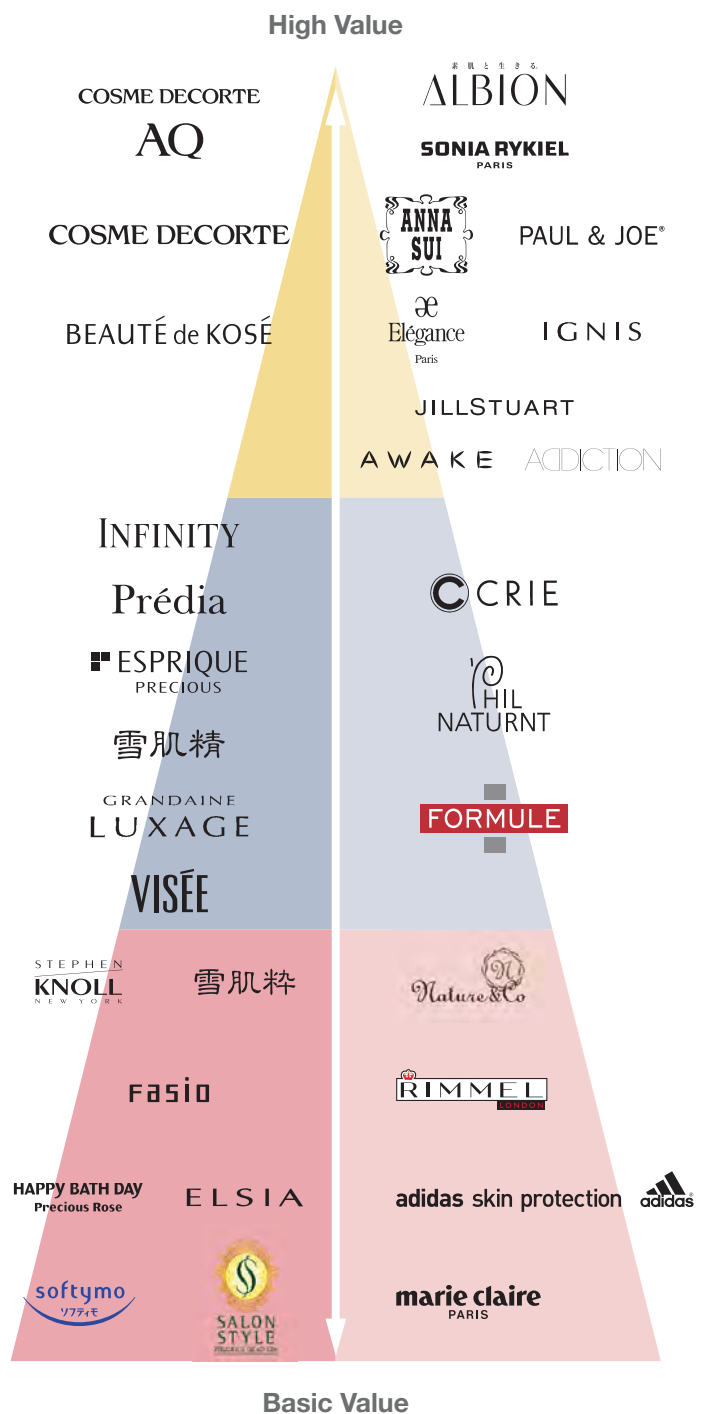 High Value
COSME DECORTE
AQ
素肌と生きる。
ALBION
SONIA RYKIEL
PARIS
COSME DECORTE
ANNA
SUI
PAUL & JOE®
BEAUTÉ de KOSÉ
æ
Elégance
Paris
IGNIS
JILLSTUART
AWAKE
ADDICTION
INFINITY
Prédia
ESPRIQUE
PRECIOUS
雪肌精
GRANDAINE
LUXAGE
VISÉE
C CRIE
PHIL
NATURNT
FORMULE
STEPHEN
KNOLL
NEW YORK
雪肌粋
N
Nature&Co
Fasio
RIMMEL
LONDON
HAPPY BATH DAY
Precious Rose
ELSIA
adidas skin protection
adidas®
softymo
ソフティモ
S
SALON
STYLE
marie claire
PARIS
Basic Value